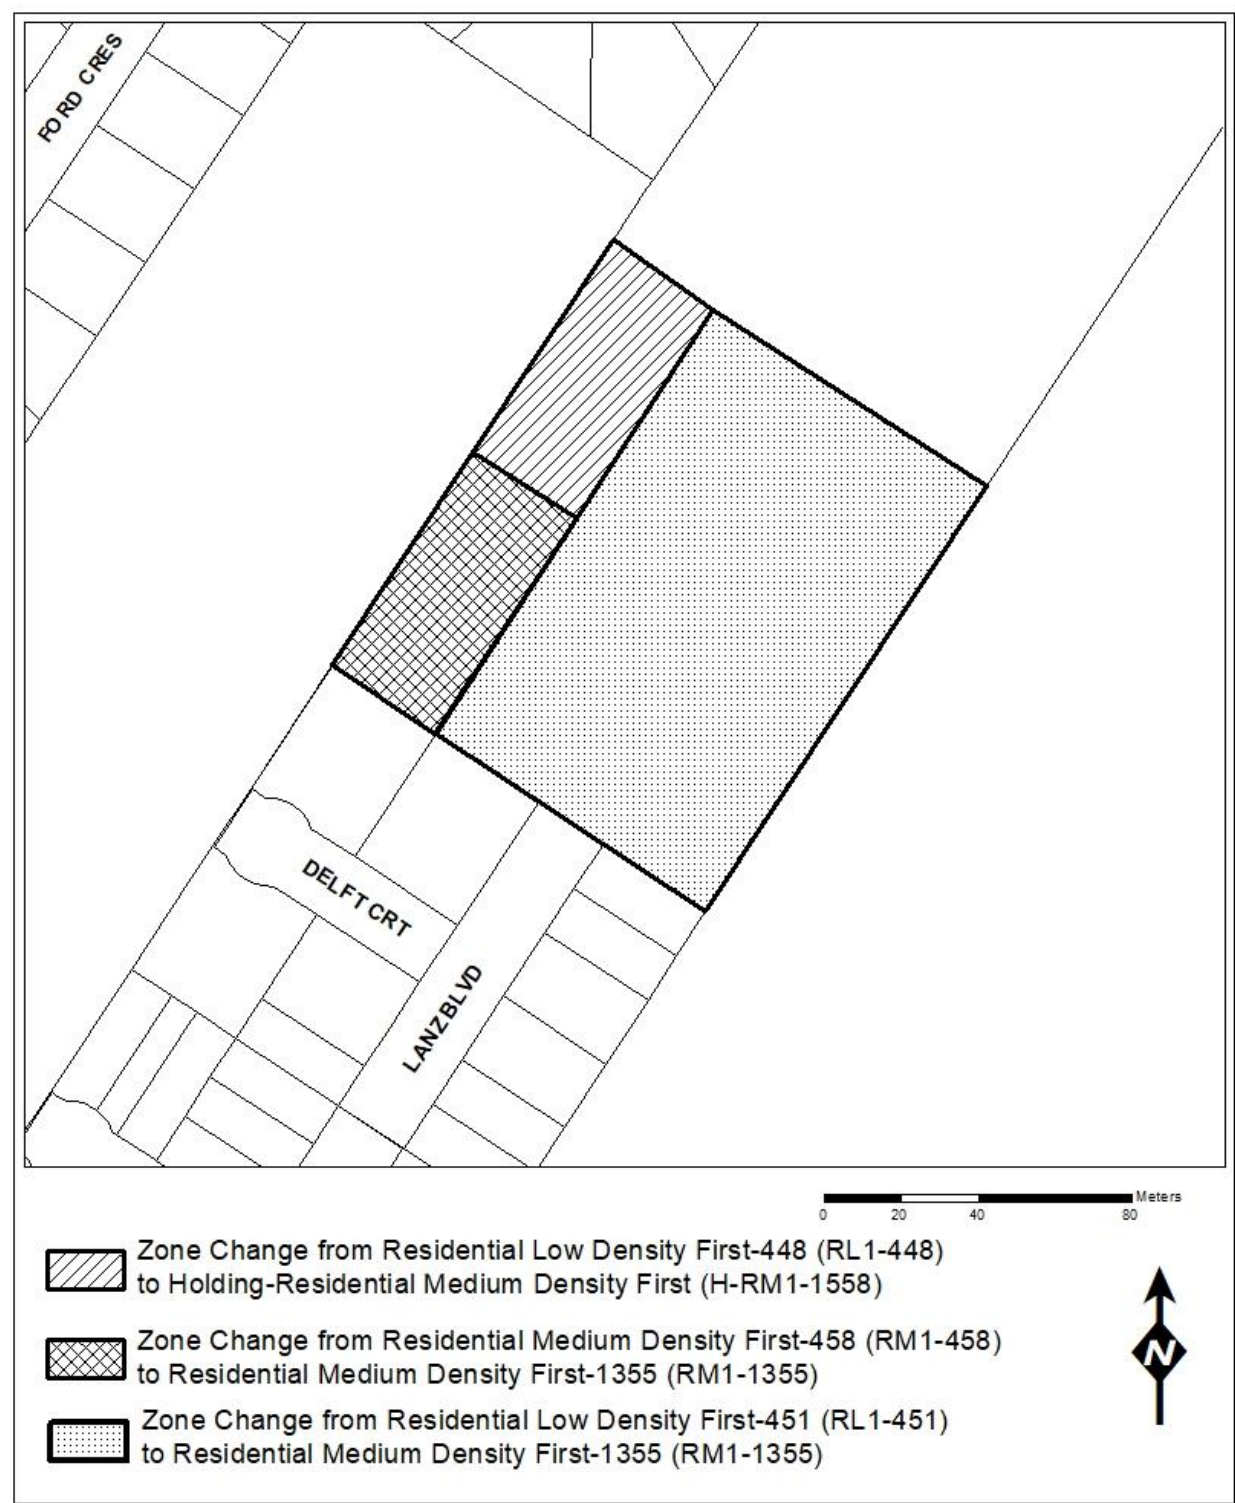 FORD CRES
DELFT CRT
LANZ BLVD
Meters
0 20 40 80
Zone Change from Residential Low Density First-448 (RL1-448)
to Holding-Residential Medium Density First (H-RM1-1558)
Zone Change from Residential Medium Density First-458 (RM1-458)
to Residential Medium Density First-1355 (RM1-1355)
Zone Change from Residential Low Density First-451 (RL1-451)
to Residential Medium Density First-1355 (RM1-1355)
N